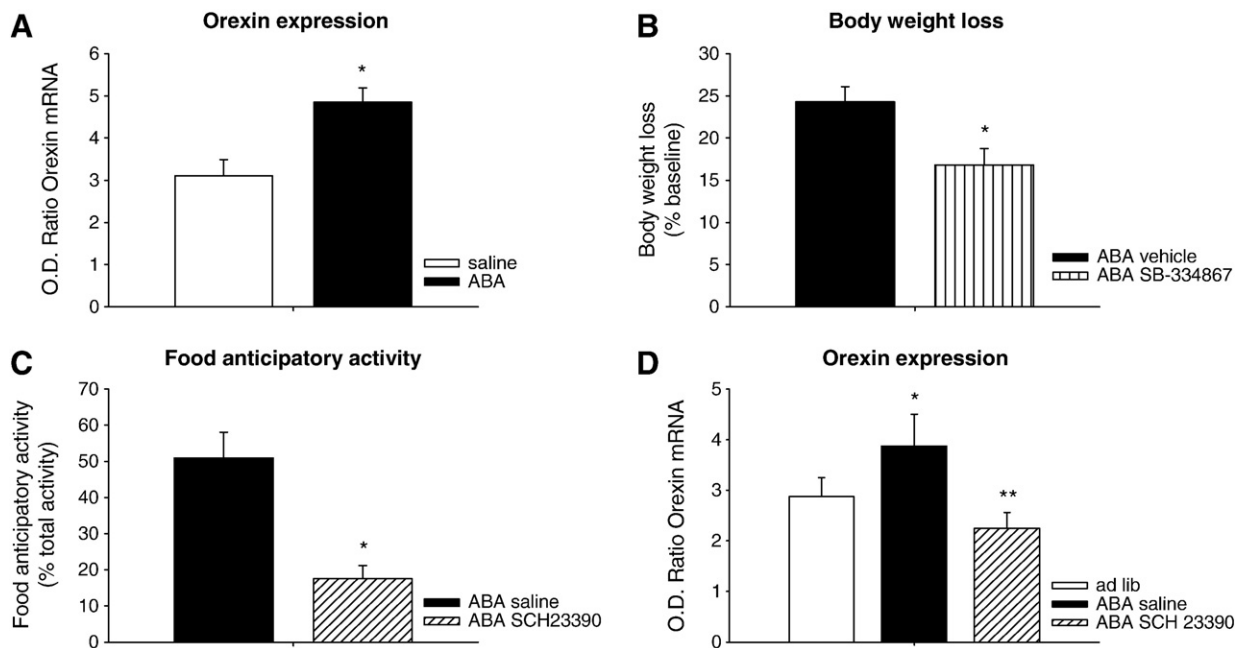 A
Orexin expression
O.D. Ratio Orexin mRNA
6
5
4
3
2
1
0
*
saline
ABA
B
Body weight loss
Body weight loss
(% baseline)
30
25
20
15
10
5
0
*
ABA vehicle
ABA SB-334867
C
Food anticipatory activity
Food anticipatory activity
(% total activity)
70
60
50
40
30
20
10
0
*
ABA saline
ABA SCH23390
D
Orexin expression
O.D. Ratio Orexin mRNA
5
4
3
2
1
0
*
**
ad lib
ABA saline
ABA SCH 23390